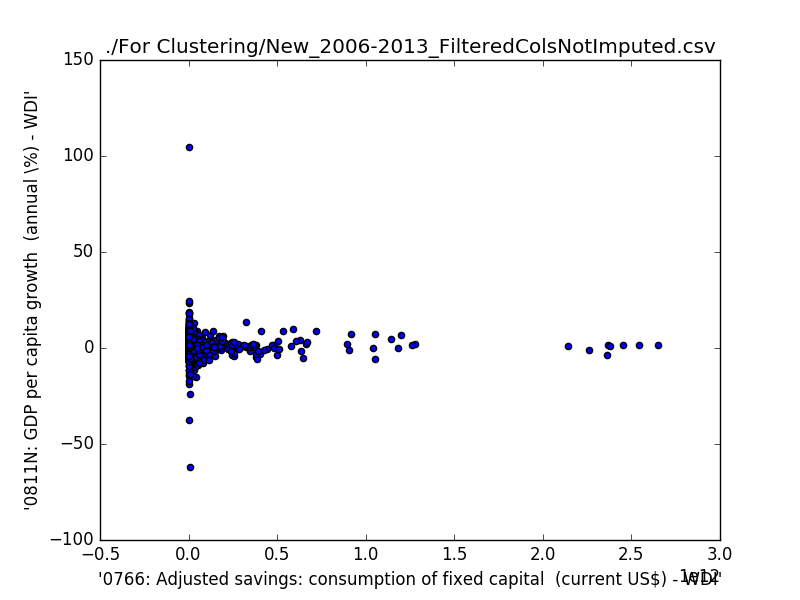 ./For Clustering/New_2006-2013_FilteredColsNotImputed.csv
150
100
50
0
−50
−100
'0811N: GDP per capita growth  (annual \%) - WDI'
−0.5 0.0 0.5 1.0 1.5 2.0 2.5 3.0
1e12
'0766: Adjusted savings: consumption of fixed capital  (current US$) - WDI'